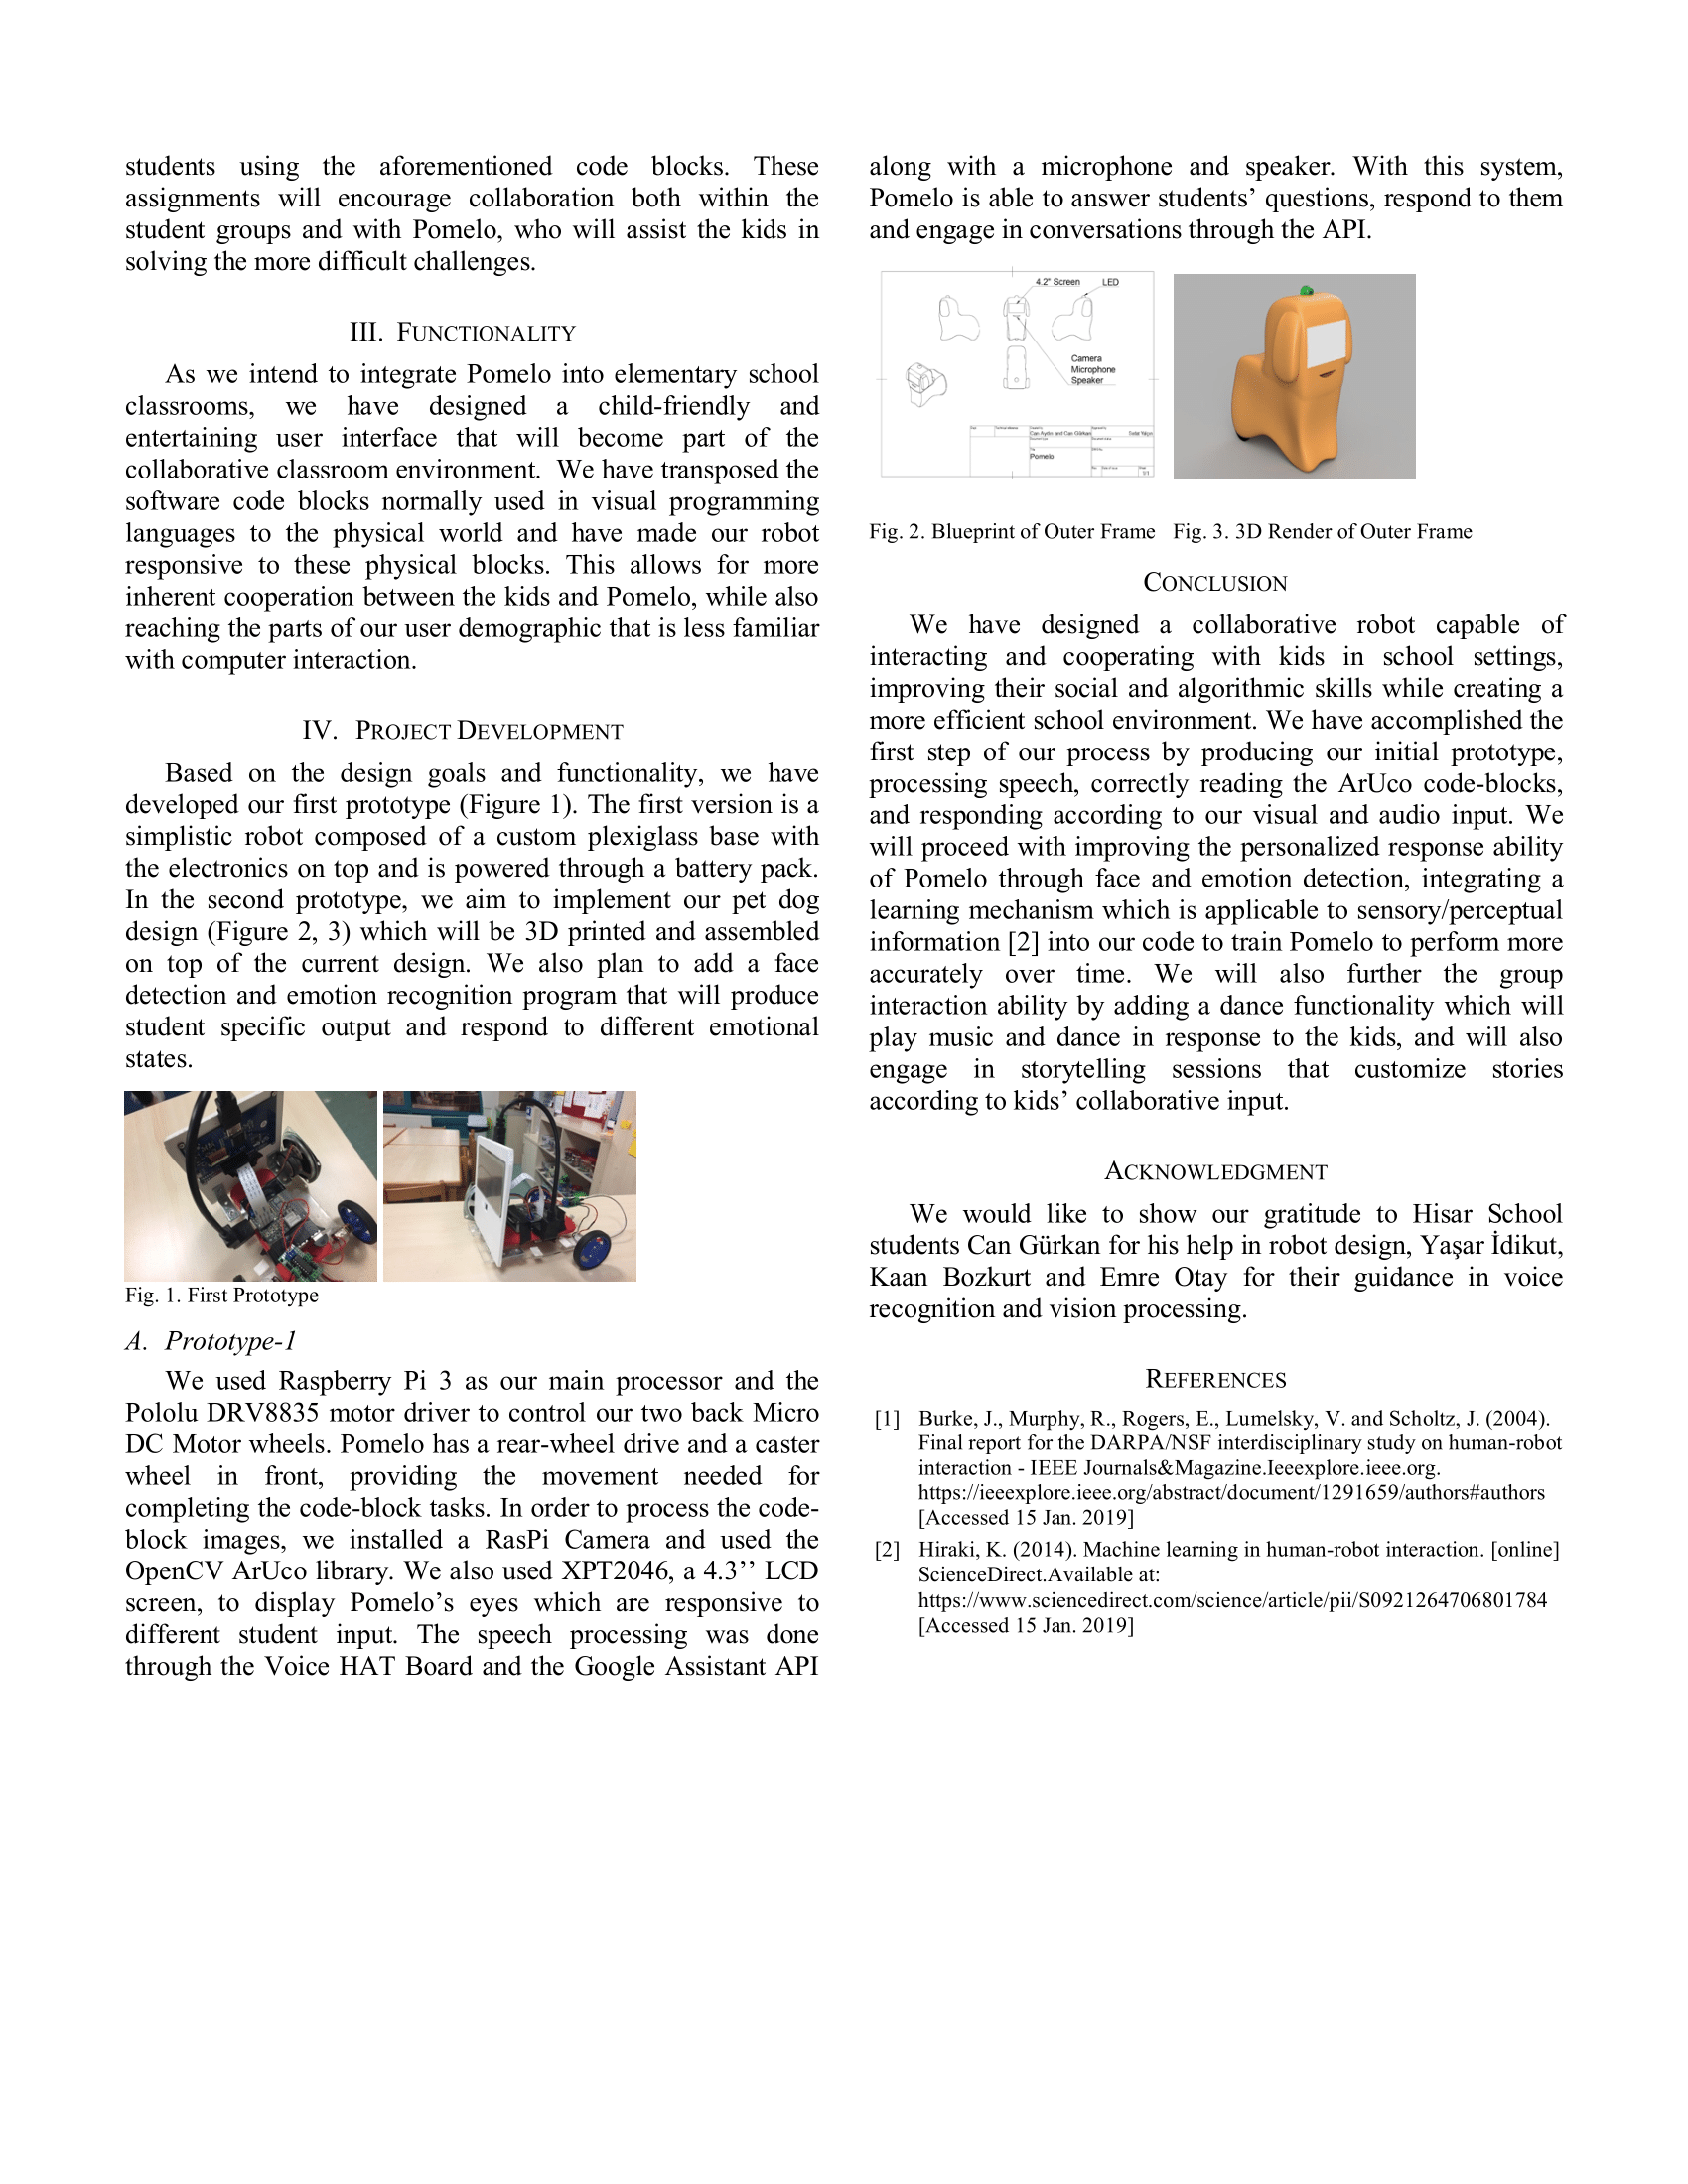 students using the aforementioned code blocks. These
assignments will encourage collaboration both within the
student groups and with Pomelo, who will assist the kids in
solving the more difficult challenges.
III. FUNCTIONALITY
As we intend to integrate Pomelo into elementary school
classrooms, we have designed a child-friendly and
entertaining user interface that will become part of the
collaborative classroom environment. We have transposed the
software code blocks normally used in visual programming
languages to the physical world and have made our robot
responsive to these physical blocks. This allows for more
inherent cooperation between the kids and Pomelo, while also
reaching the parts of our user demographic that is less familiar
with computer interaction.
IV. PROJECT DEVELOPMENT
Based on the design goals and functionality, we have
developed our first prototype (Figure 1). The first version is a
simplistic robot composed of a custom plexiglass base with
the electronics on top and is powered through a battery pack.
In the second prototype, we aim to implement our pet dog
design (Figure 2, 3) which will be 3D printed and assembled
on top of the current design. We also plan to add a face
detection and emotion recognition program that will produce
student specific output and respond to different emotional
states.
Fig. 1. First Prototype
A. Prototype-1
We used Raspberry Pi 3 as our main processor and the
Pololu DRV8835 motor driver to control our two back Micro
DC Motor wheels. Pomelo has a rear-wheel drive and a caster
wheel in front, providing the movement needed for
completing the code-block tasks. In order to process the code-
block images, we installed a RasPi Camera and used the
OpenCV ArUco library. We also used XPT2046, a 4.3’’ LCD
screen, to display Pomelo’s eyes which are responsive to
different student input. The speech processing was done
through the Voice HAT Board and the Google Assistant API
along with a microphone and speaker. With this system,
Pomelo is able to answer students’ questions, respond to them
and engage in conversations through the API.
4.2" Screen LED
Camera
Microphone
Speaker
Can Aydin and Can Gürkan
Pomelo
1/1
Fig. 2. Blueprint of Outer Frame Fig. 3. 3D Render of Outer Frame
CONCLUSION
We have designed a collaborative robot capable of
interacting and cooperating with kids in school settings,
improving their social and algorithmic skills while creating a
more efficient school environment. We have accomplished the
first step of our process by producing our initial prototype,
processing speech, correctly reading the ArUco code-blocks,
and responding according to our visual and audio input. We
will proceed with improving the personalized response ability
of Pomelo through face and emotion detection, integrating a
learning mechanism which is applicable to sensory/perceptual
information [2] into our code to train Pomelo to perform more
accurately over time. We will also further the group
interaction ability by adding a dance functionality which will
play music and dance in response to the kids, and will also
engage in storytelling sessions that customize stories
according to kids’ collaborative input.
ACKNOWLEDGMENT
We would like to show our gratitude to Hisar School
students Can Gürkan for his help in robot design, Yaşar İdikut,
Kaan Bozkurt and Emre Otay for their guidance in voice
recognition and vision processing.
REFERENCES
[1] Burke, J., Murphy, R., Rogers, E., Lumelsky, V. and Scholtz, J. (2004).
Final report for the DARPA/NSF interdisciplinary study on human-robot
interaction - IEEE Journals&Magazine.Ieeexplore.ieee.org.
https://ieeexplore.ieee.org/abstract/document/1291659/authors#authors
[Accessed 15 Jan. 2019]
[2] Hiraki, K. (2014). Machine learning in human-robot interaction. [online]
ScienceDirect.Available at:
https://www.sciencedirect.com/science/article/pii/S0921264706801784
[Accessed 15 Jan. 2019]